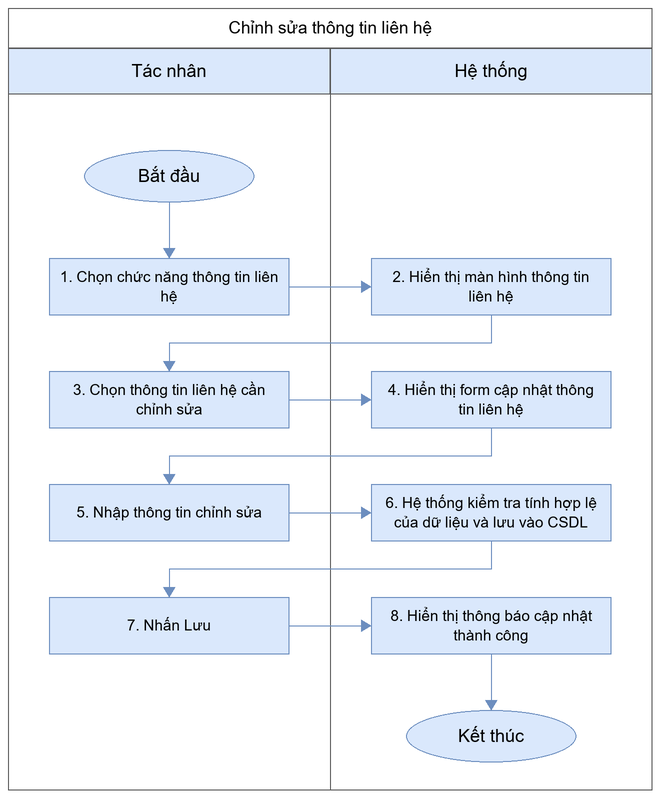 Chỉnh sửa thông tin liên hệ
Tác nhân
Hệ thống
Bắt đầu
1. Chọn chức năng thông tin liên
hệ
2. Hiển thị màn hình thông tin
liên hệ
3. Chọn thông tin liên hệ cần
chỉnh sửa
4. Hiển thị form cập nhật thông
tin liên hệ
5. Nhập thông tin chỉnh sửa
6. Hệ thống kiểm tra tính hợp lệ
của dữ liệu và lưu vào CSDL
7. Nhấn Lưu
8. Hiển thị thông báo cập nhật
thành công
Kết thúc